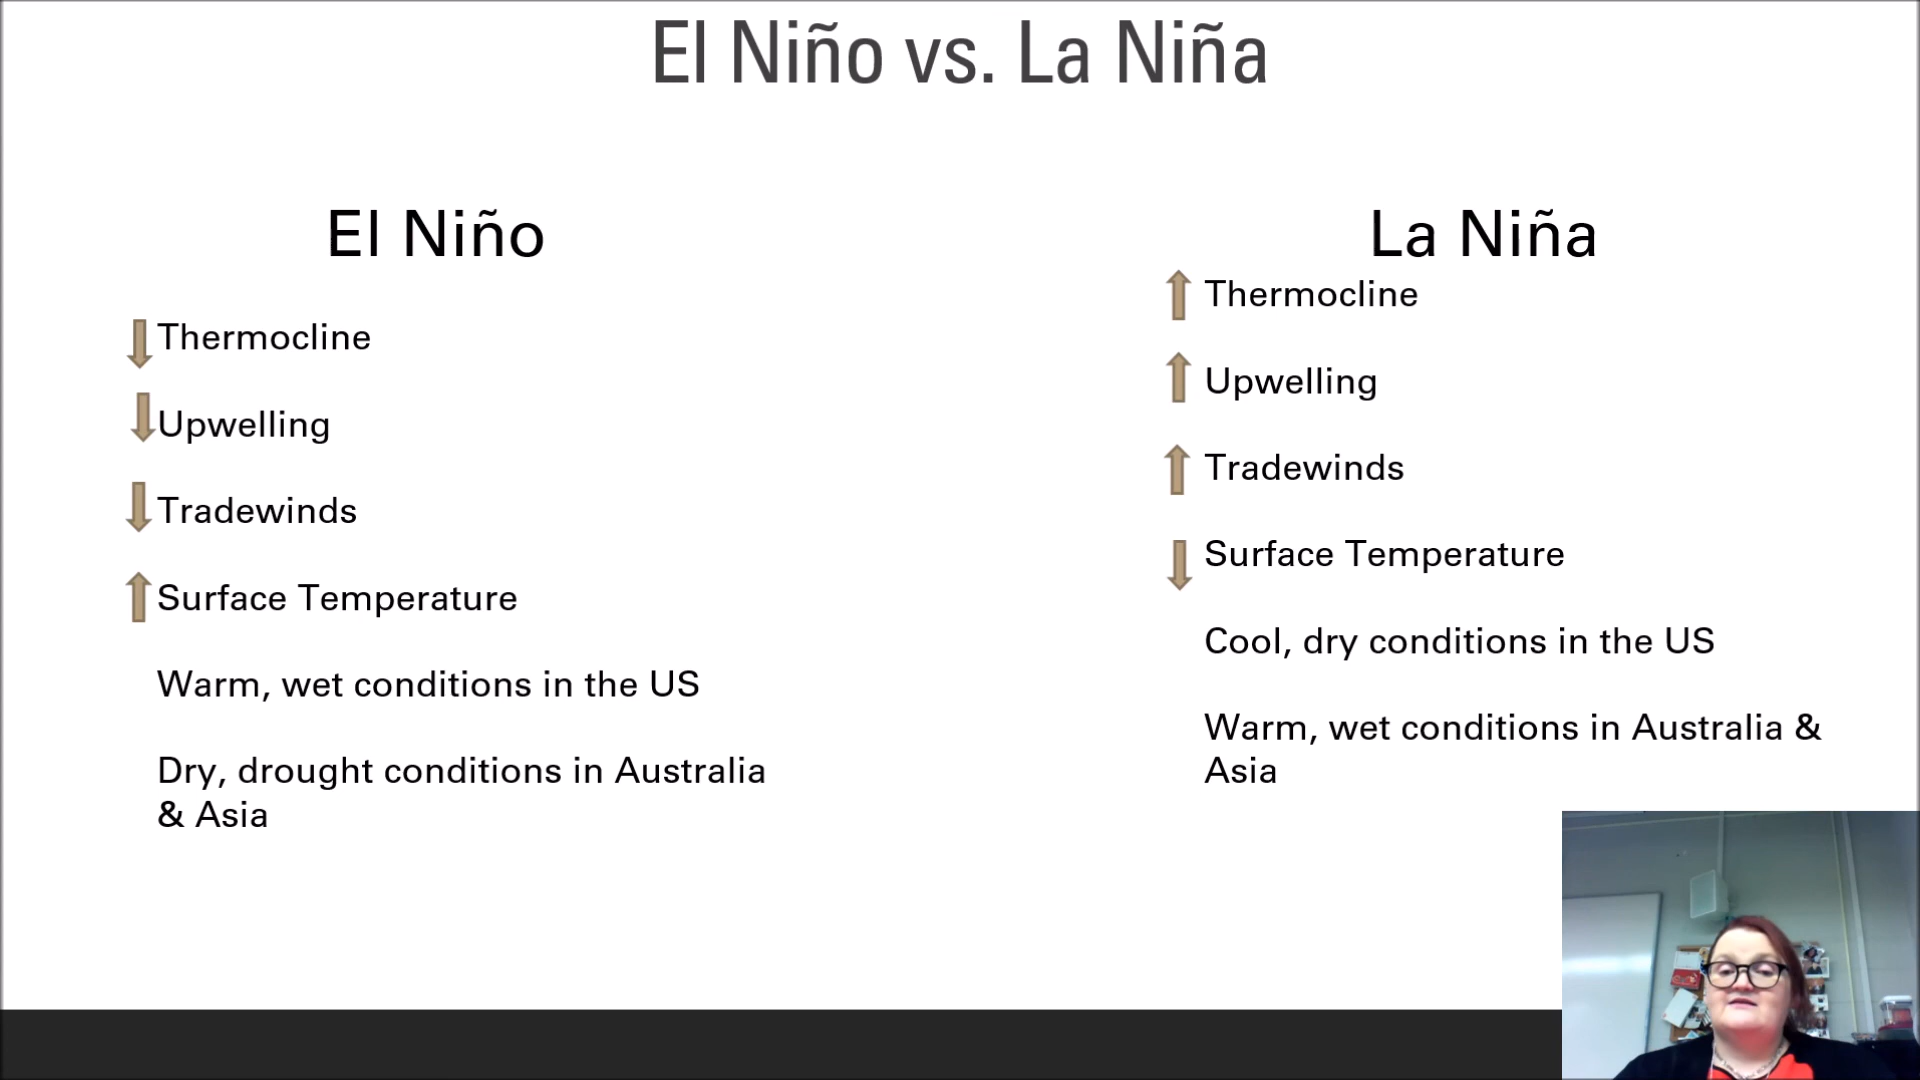 El Niño vs. La Niña
El Niño
Thermocline
Upwelling
Tradewinds
Surface Temperature
Warm, wet conditions in the US
Dry, drought conditions in Australia
& Asia
La Niña
Thermocline
Upwelling
Tradewinds
Surface Temperature
Cool, dry conditions in the US
Warm, wet conditions in Australia &
Asia